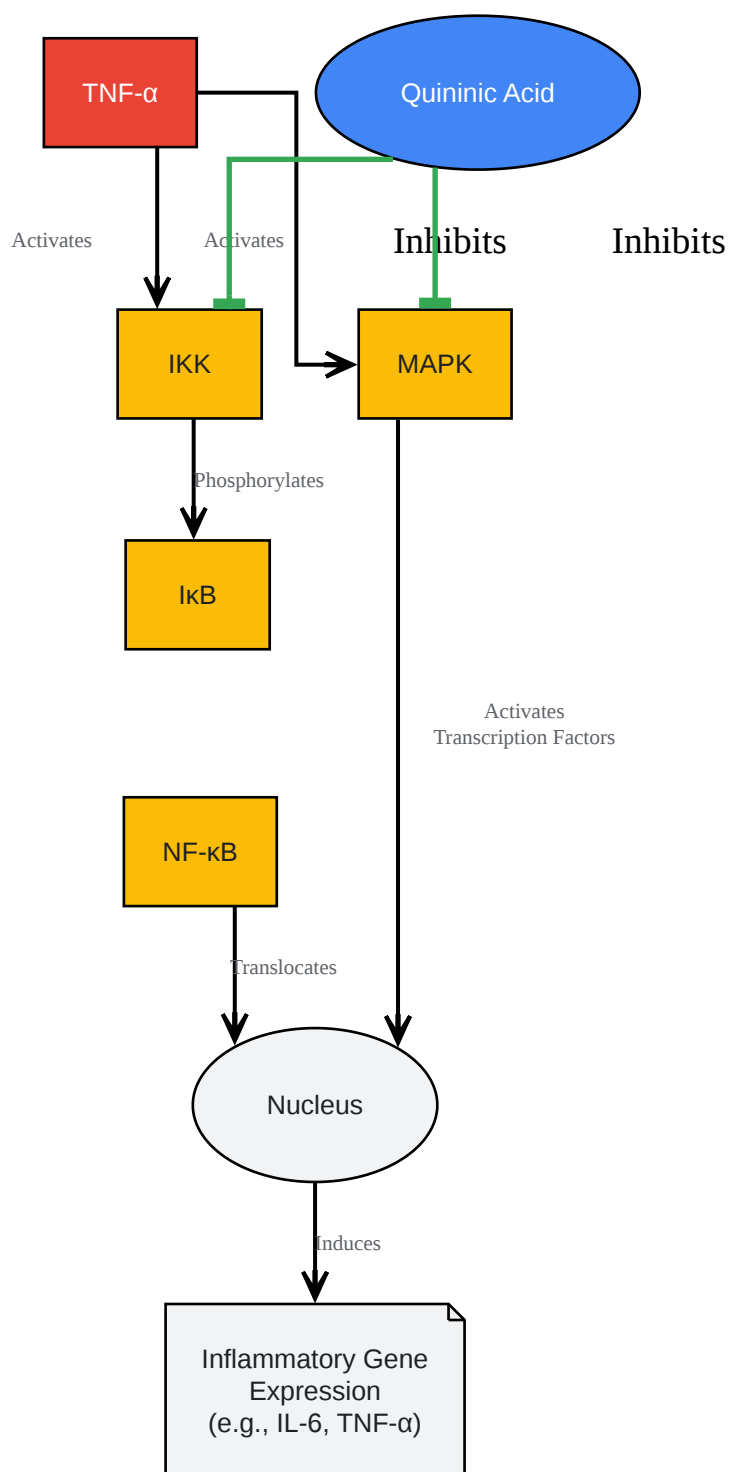 TNF-α
Quininic Acid
Activates
Activates
Inhibits
Inhibits
IKK
MAPK
Phosphorylates
IκB
Activates
Transcription Factors
NF-κB
Translocates
Nucleus
Induces
Inflammatory Gene
Expression
(e.g., IL-6, TNF-α)